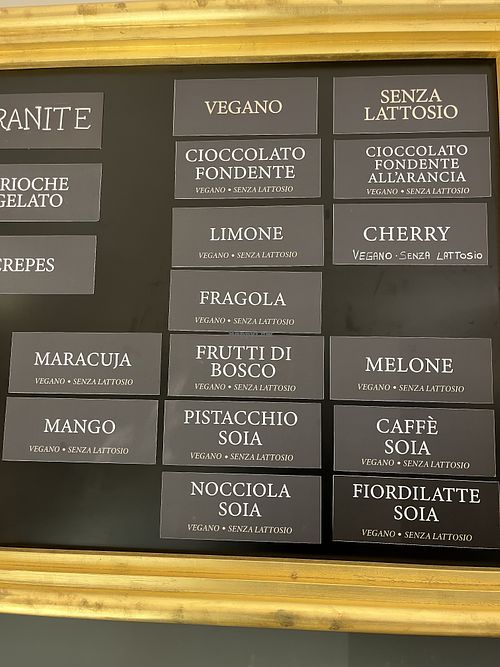 RANITE
RIOCHE
GELATO
CREPES
MARACUJA
VEGANO • SENZA LATTOSIO
MANGO
VEGANO • SENZA LATTOSIO
VEGANO
CIOCCOLATO
FONDENTE
VEGANO • SENZA LATTOSIO
LIMONE
VEGANO • SENZA LATTOSIO
FRAGOLA
VEGANO • SENZA LATTOSIO
FRUTTI DI
BOSCO
VEGANO • SENZA LATTOSIO
PISTACCHIO
SOIA
VEGANO • SENZA LATTOSIO
NOCCIOLA
SOIA
VEGANO • SENZA LATTOSIO
SENZA
LATTOSIO
CIOCCOLATO
FONDENTE
ALL'ARANCIA
VEGANO • SENZA LATTOSIO
CHERRY
VEGANO • SENZA LATTOSIO
MELONE
VEGANO • SENZA LATTOSIO
CAFFÈ
SOIA
VEGANO • SENZA LATTOSIO
FIORDILATTE
SOIA
VEGANO • SENZA LATTOSIO